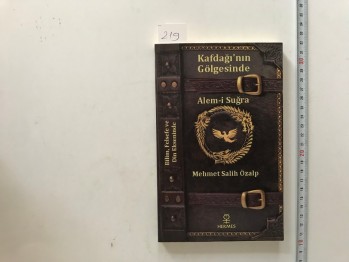 219
Kafdağı'nın
Gölgesinde
Alem-i Suğra
Mehmet Salih Özalp
HERMES
Bilim, Felsefe ve
Din Ekseninde